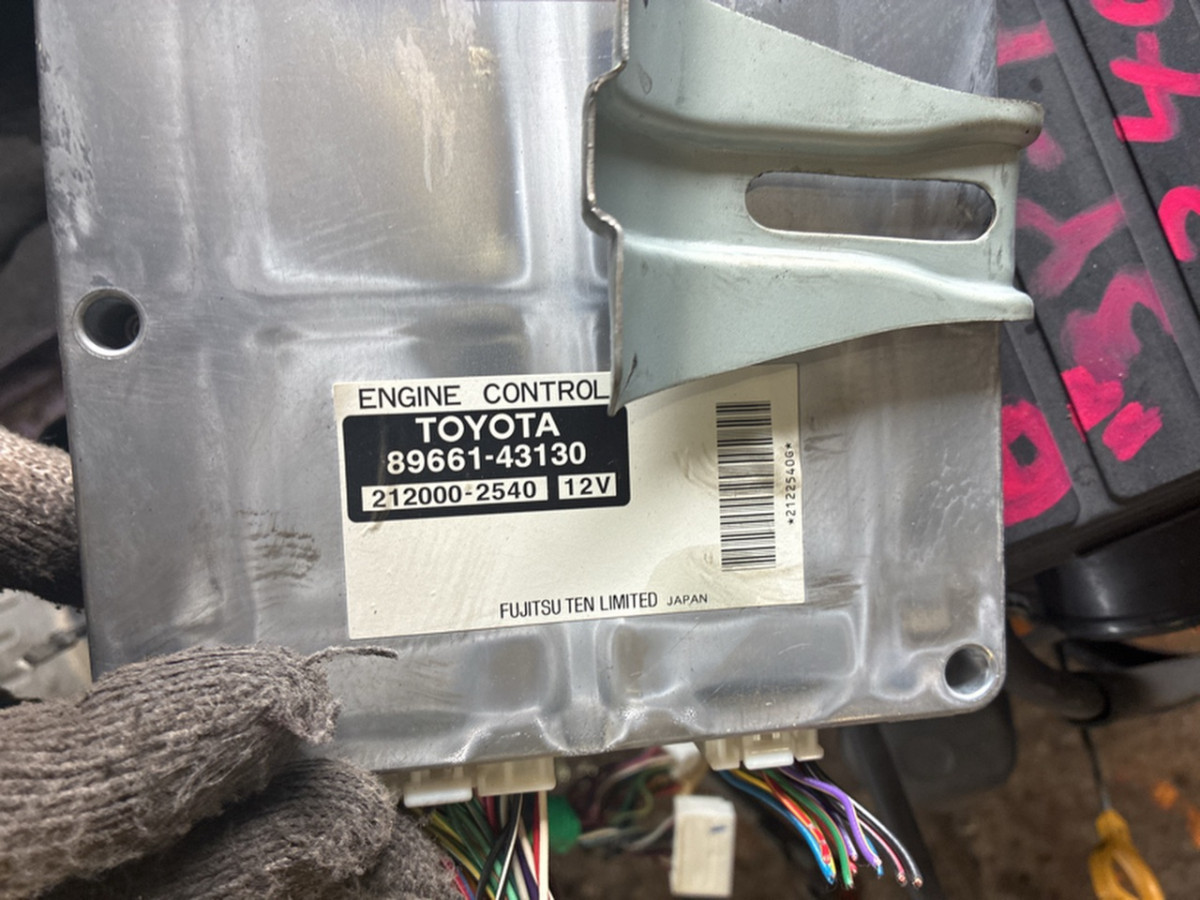 ENGINE CONTROL
TOYOTA
89661-43130
212000-2540 12V
*2122540G*
FUJITSU TEN LIMITED JAPAN